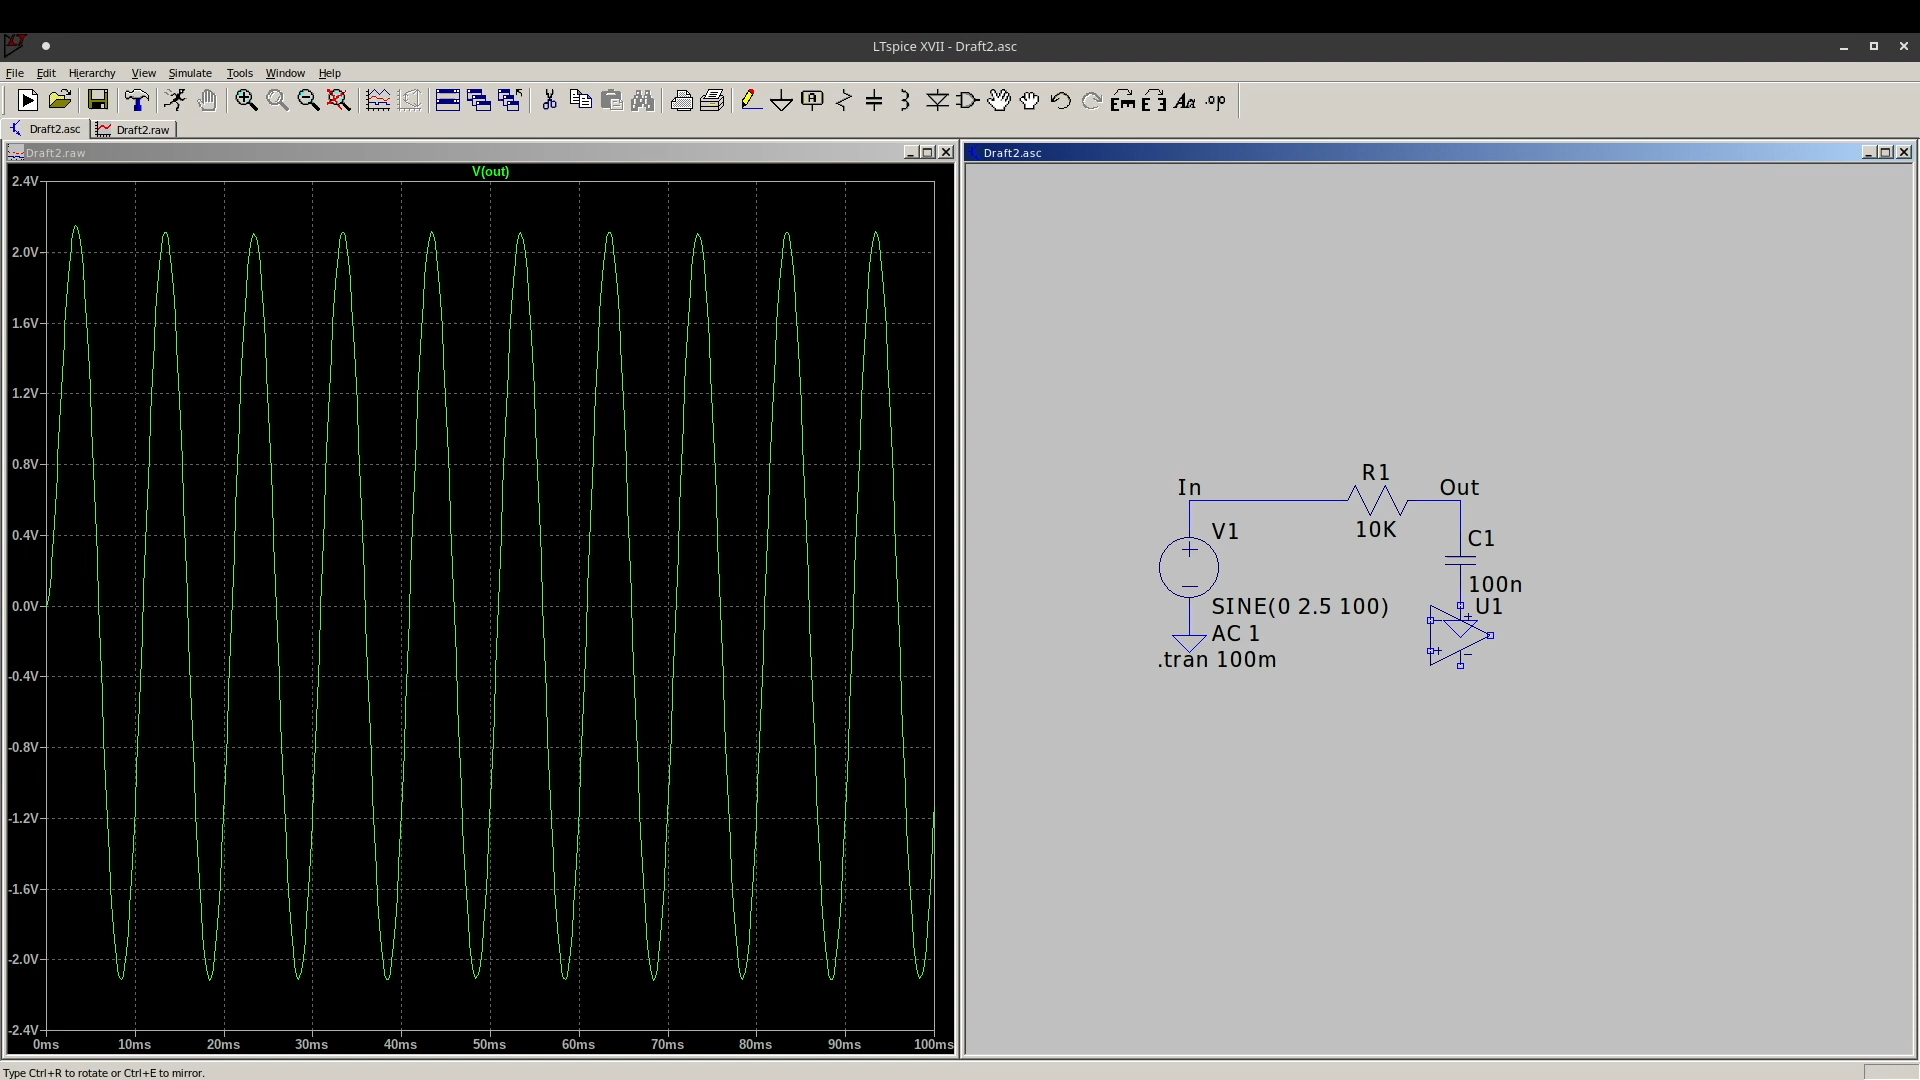 LTspice XVII - Draft2.asc
File Edit Hierarchy View Simulate Tools Window Help
Draft2.asc Draft2.raw
Draft2.raw
V(out)
2.4V
2.0V
1.6V
1.2V
0.8V
0.4V
0.0V
-0.4V
-0.8V
-1.2V
-1.6V
-2.0V
-2.4V
0ms 10ms 20ms 30ms 40ms 50ms 60ms 70ms 80ms 90ms 100ms
Draft2.asc
In
R1
10K
Out
V1
C1
100n
U1
SINE(0 2.5 100)
AC 1
.tran 100m
Type Ctrl+R to rotate or Ctrl+E to mirror.